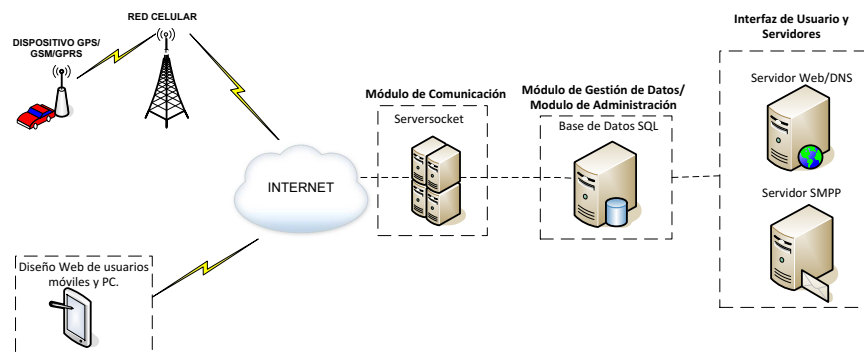 RED CELULAR
DISPOSITIVO GPS/
GSM/GPRS
Interfaz de Usuario y
Servidores
Módulo de Comunicación
Serversocket
Módulo de Gestión de Datos/
Modulo de Administración
Base de Datos SQL
Servidor Web/DNS
INTERNET
Servidor SMPP
Diseño Web de usuarios
móviles y PC.